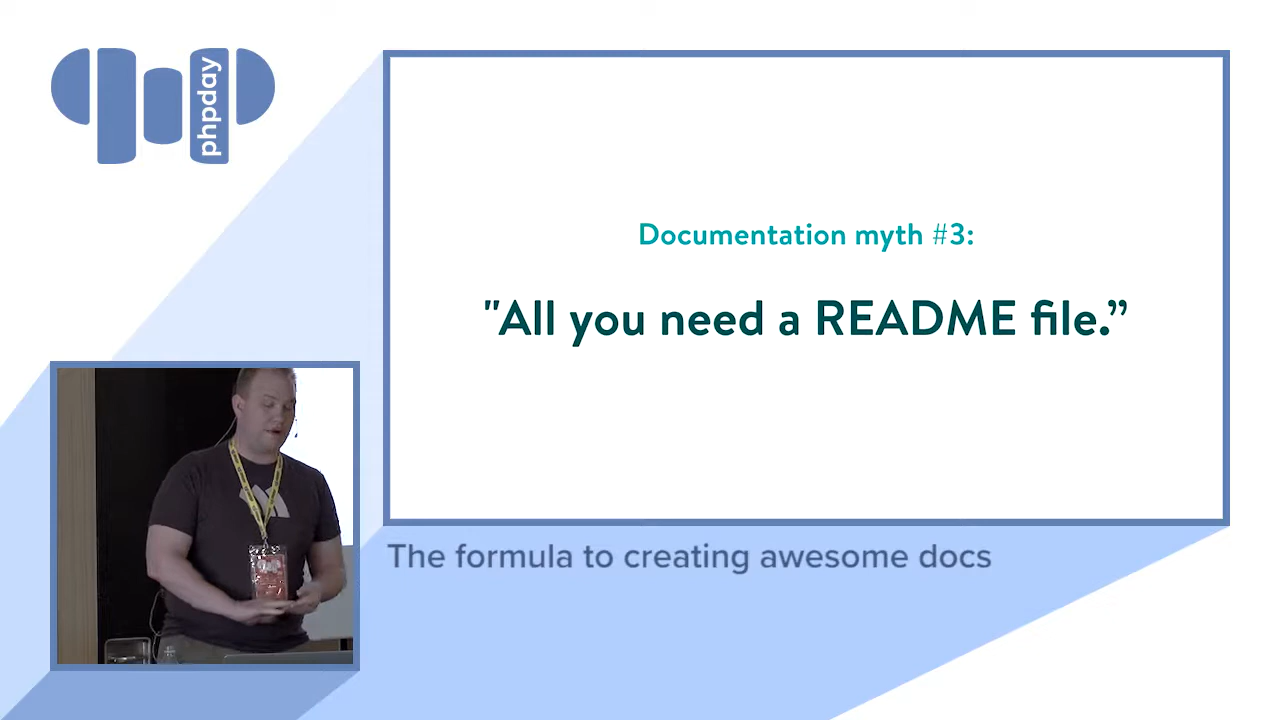 phpday
Documentation myth #3:
"All you need a README file.”
The formula to creating awesome docs